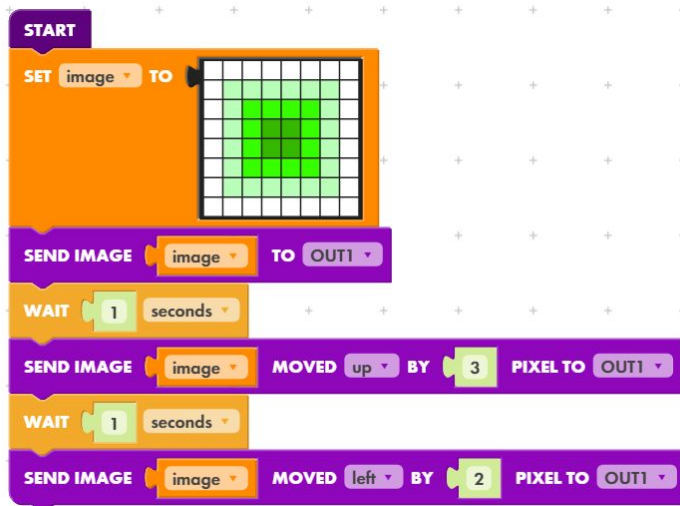 START
SET image TO
SEND IMAGE image TO OUT1
WAIT 1 seconds
SEND IMAGE image MOVED up BY 3 PIXEL TO OUT1
WAIT 1 seconds
SEND IMAGE image MOVED left BY 2 PIXEL TO OUT1